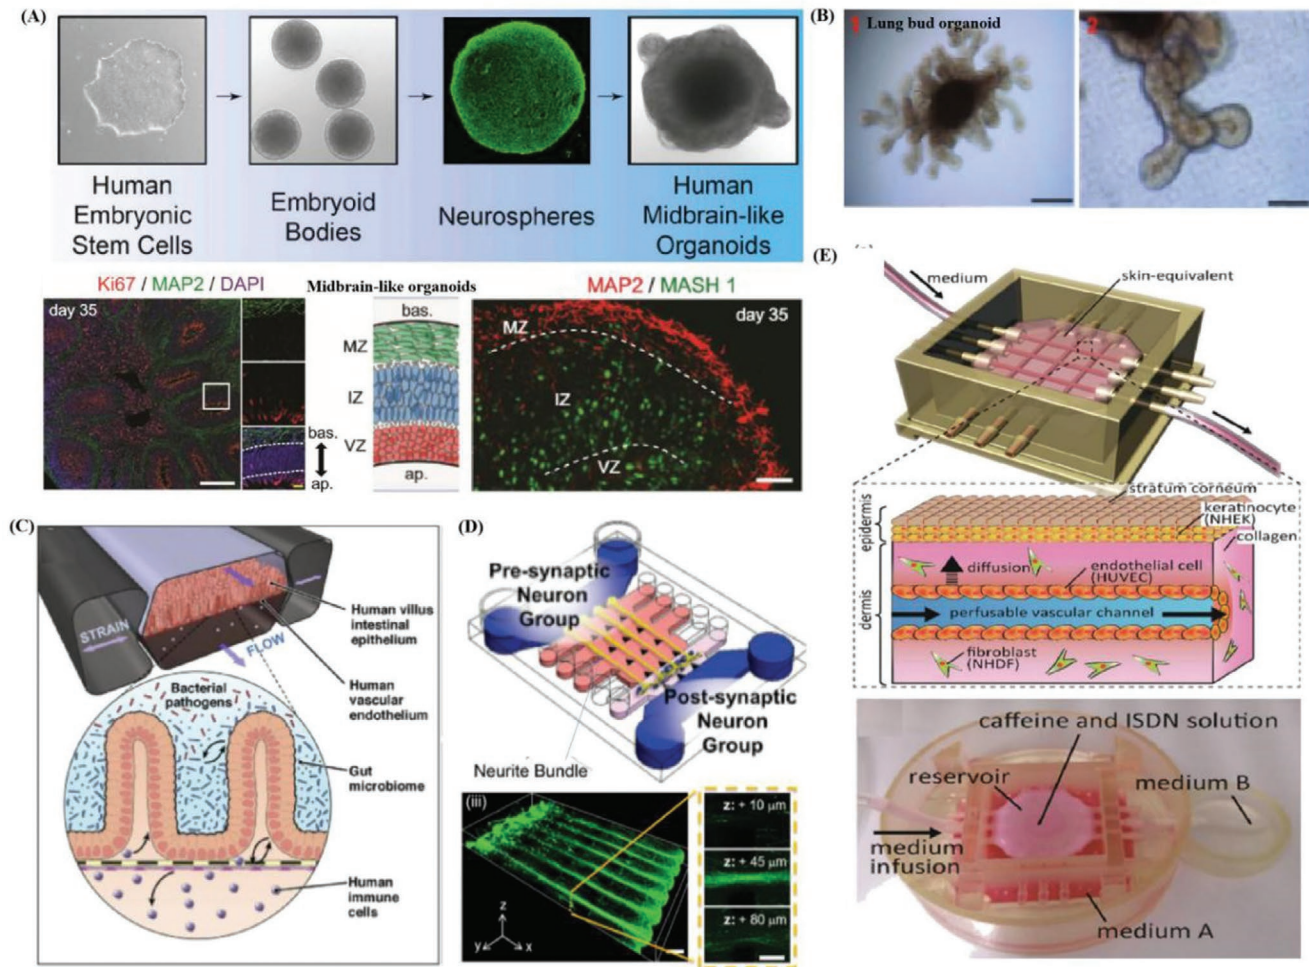 (A)
Human
Embryonic
Stem Cells
Embryoid
Bodies
Neurospheres
Human
Midbrain-like
Organoids
Ki67 / MAP2 / DAPI
day 35
bas.
ap.
Midbrain-like organoids
bas.
MZ
IZ
VZ
ap.
MAP2 / MASH 1
day 35
MZ
IZ
VZ
(B)
1 Lung bud organoid
2
(C)
STRAIN
FLOW
Human villus
intestinal
epithelium
Human
vascular
endothelium
Bacterial
pathogens
Gut
microbiome
Human
immune
cells
(D)
Pre-synaptic
Neuron
Group
Post-synaptic
Neuron
Group
Neurite Bundle
(iii)
z
y
x
z: + 10 μm
z: + 45 μm
z: + 80 μm
(E)
medium
skin-equivalent
stratum corneum
keratinocyte
(NHEK)
collagen
epidermis
dermis
diffusion
endothelial cell
(HUVEC)
perfusable vascular channel
fibroblast
(NHDF)
caffeine and ISDN solution
reservoir
medium B
medium
infusion
medium A